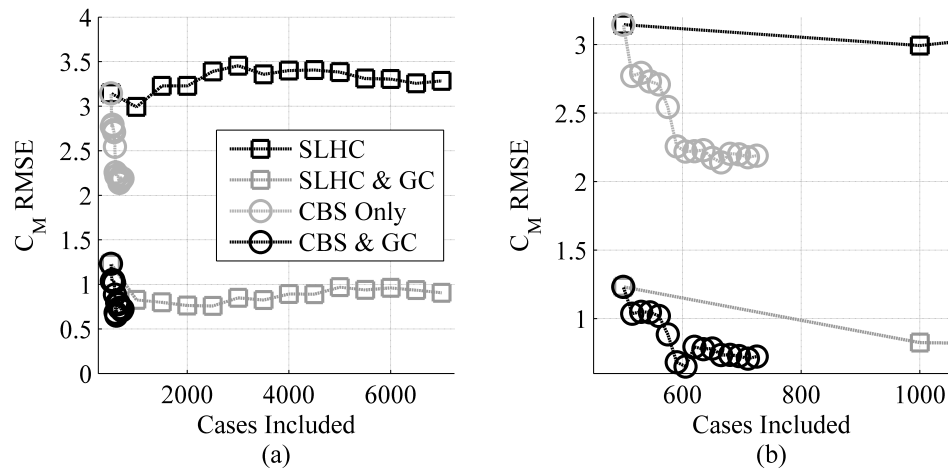 4
3.5
3
2.5
2
1.5
1
0.5
0
C_M RMSE
2000 4000 6000
Cases Included
(a)
SLHC
SLHC & GC
CBS Only
CBS & GC
3
2.5
2
1.5
1
C_M RMSE
600 800 1000
Cases Included
(b)